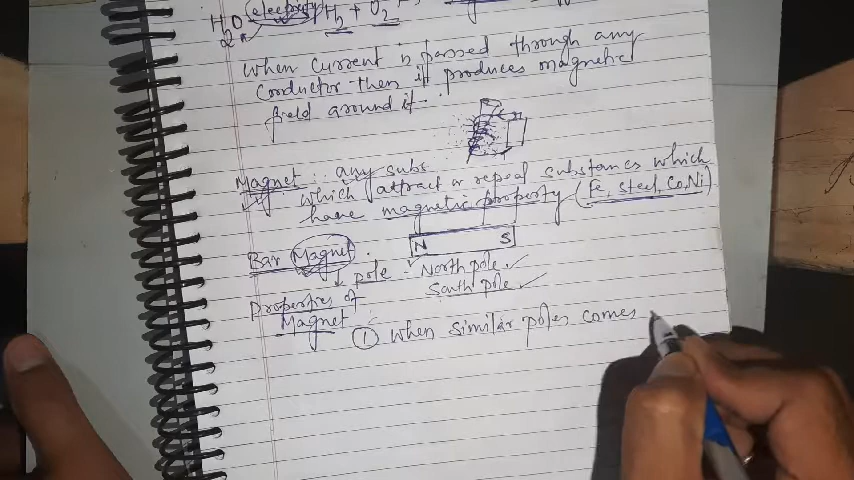 H2O electricity H2 + O2
When current is passed through any
conductor then it produces magnetic
field around it.
Magnet : any subs
which attract or repeal substances which
have magnetic property (Fe, steel, Co, Ni)
Bar Magnet.
N S
pole. North pole
South pole
Properties of
Magnet
① When similar poles comes